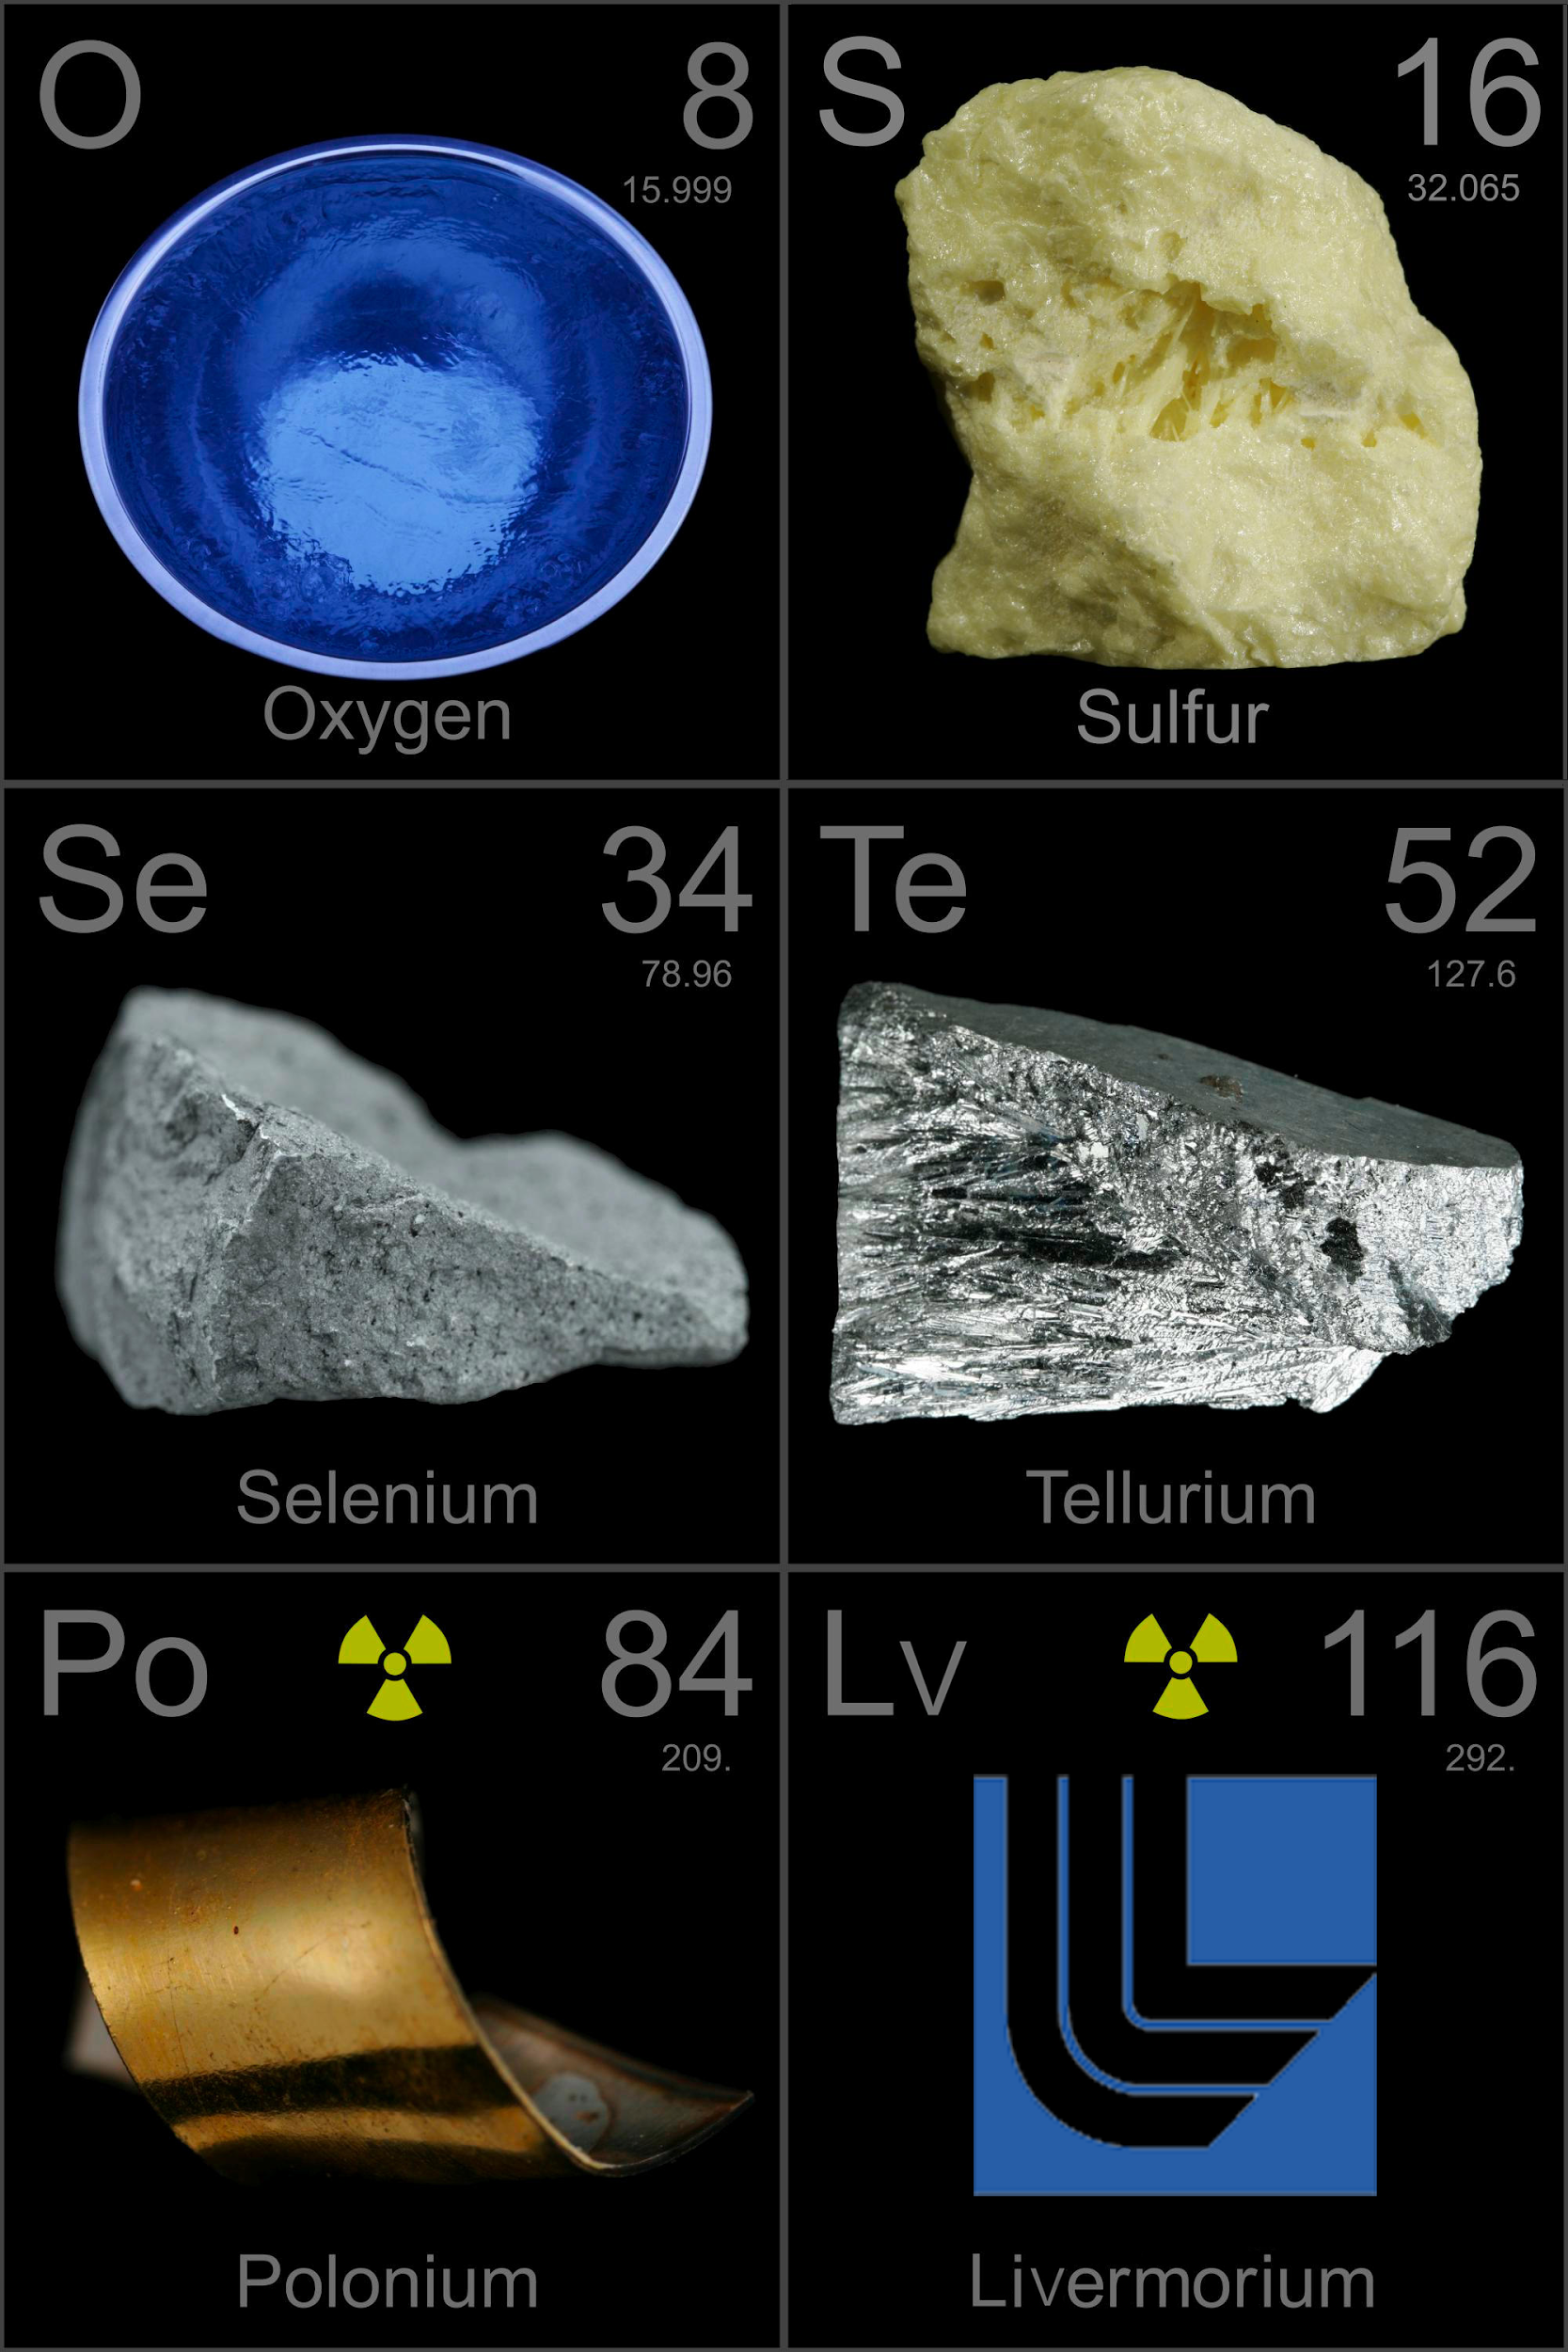 O 8
15.999
Oxygen
S 16
32.065
Sulfur
Se 34
78.96
Selenium
Te 52
127.6
Tellurium
Po 84
209.
Polonium
Lv 116
292.
Livermorium